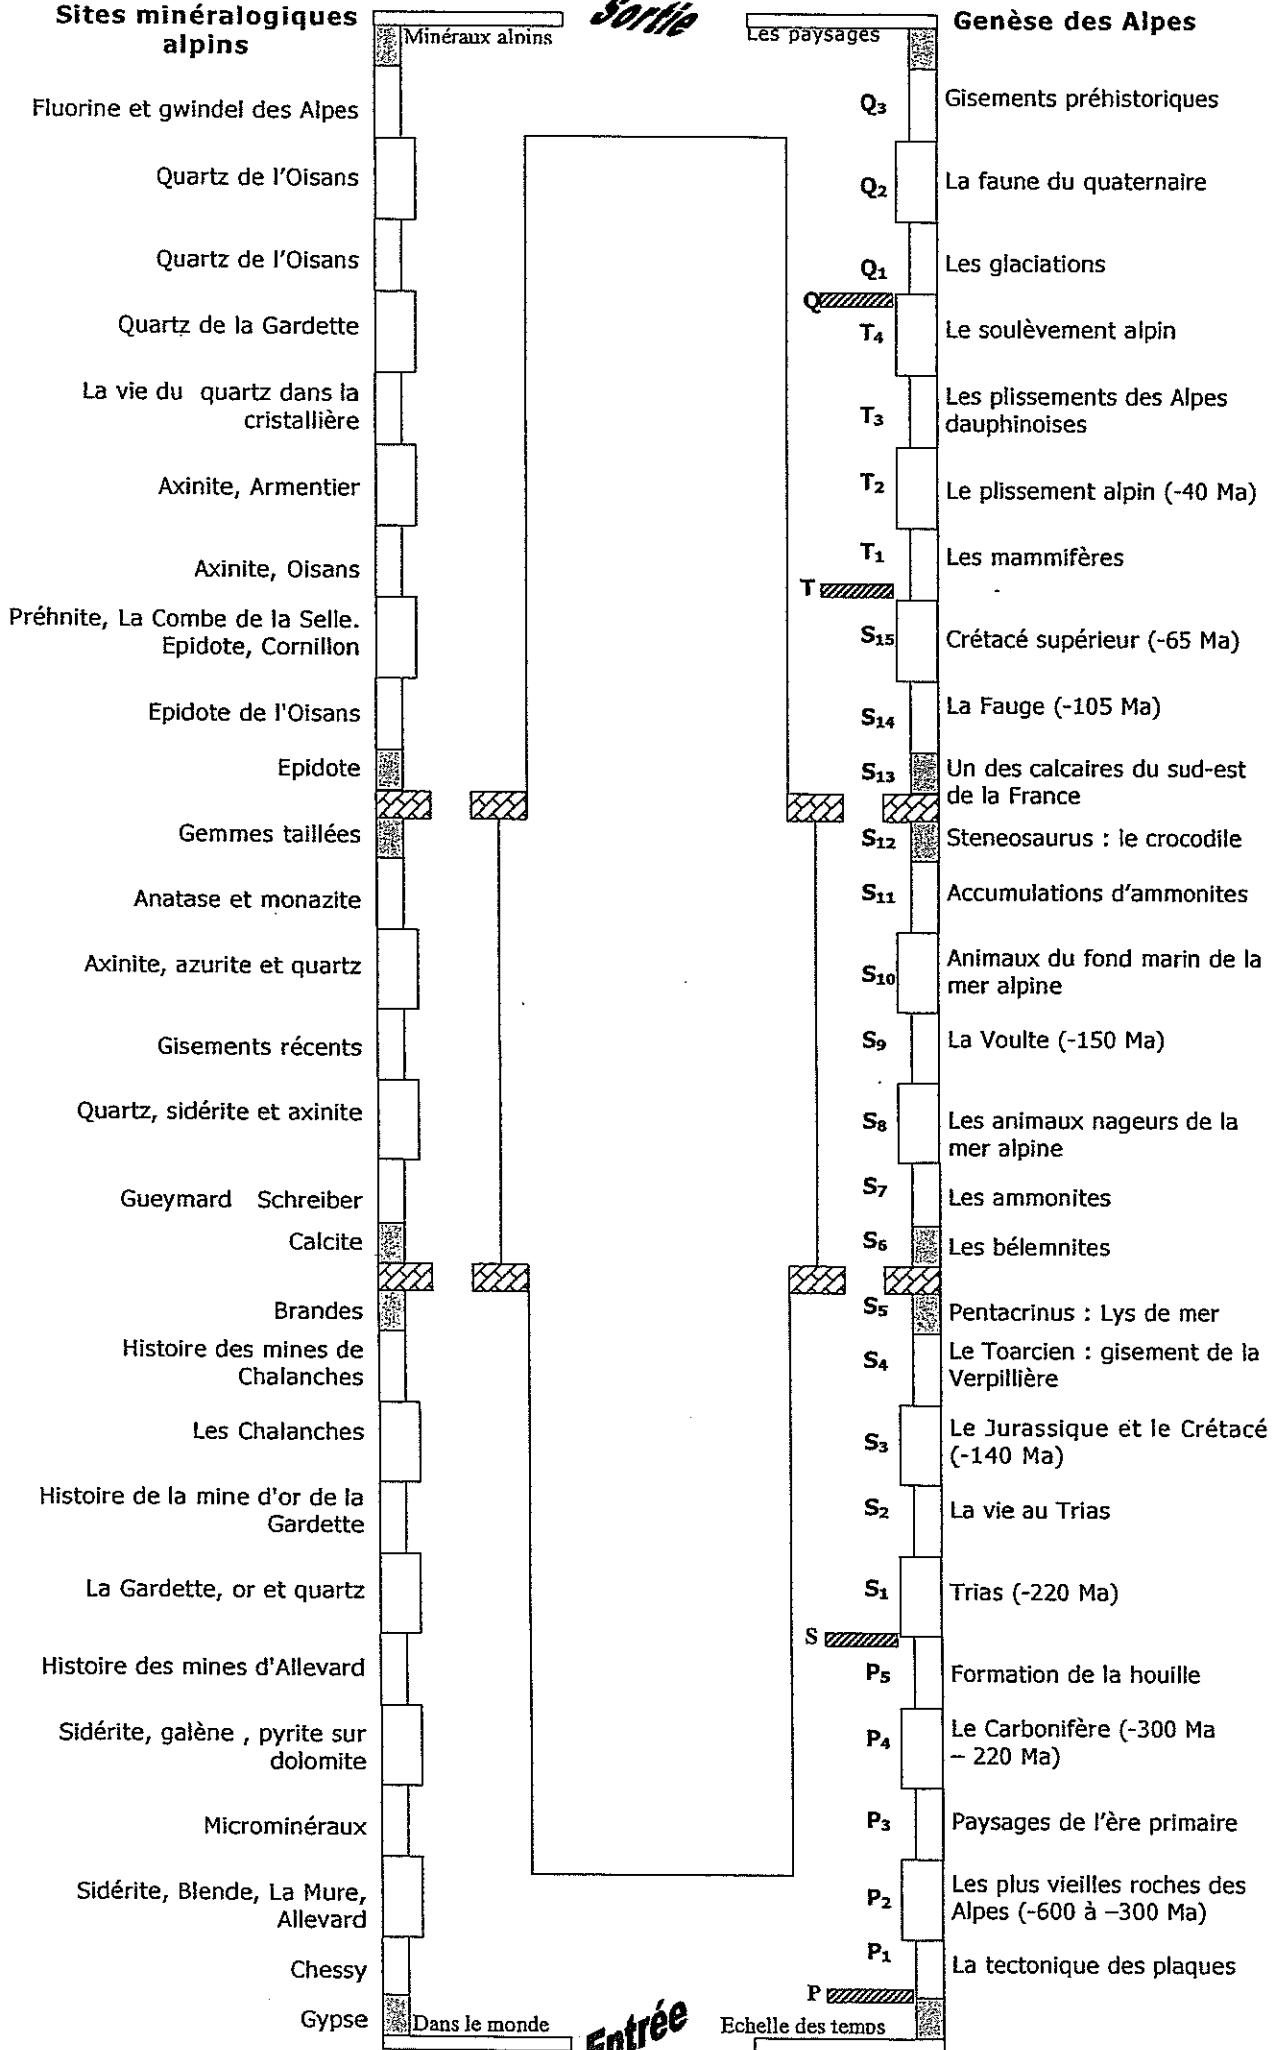 Sites minéralogiques
alpins
Minéraux alpins
Sortie
Les paysages
Genèse des Alpes
Fluorine et gwindel des Alpes
Quartz de l'Oisans
Quartz de l'Oisans
Quartz de la Gardette
La vie du quartz dans la
cristallière
Axinite, Armentier
Axinite, Oisans
Préhnite, La Combe de la Selle.
Epidote, Cornillon
Epidote de l'Oisans
Epidote
Gemmes taillées
Anatase et monazite
Axinite, azurite et quartz
Gisements récents
Quartz, sidérite et axinite
Gueymard Schreiber
Calcite
Brandes
Histoire des mines de
Chalanches
Les Chalanches
Histoire de la mine d'or de la
Gardette
La Gardette, or et quartz
Histoire des mines d'Allevard
Sidérite, galène , pyrite sur
dolomite
Microminéraux
Sidérite, Blende, La Mure,
Allevard
Chessy
Gypse
Dans le monde
Entrée
Echelle des temps
Q3 Gisements préhistoriques
Q2 La faune du quaternaire
Q1 Les glaciations
Q
T4 Le soulèvement alpin
T3 Les plissements des Alpes
dauphinoises
T2 Le plissement alpin (-40 Ma)
T1 Les mammifères
T
S15 Crétacé supérieur (-65 Ma)
S14 La Fauge (-105 Ma)
S13 Un des calcaires du sud-est
de la France
S12 Steneosaurus : le crocodile
S11 Accumulations d'ammonites
S10 Animaux du fond marin de la
mer alpine
S9 La Voulte (-150 Ma)
S8 Les animaux nageurs de la
mer alpine
S7 Les ammonites
S6 Les bélemnites
S5 Pentacrinus : Lys de mer
S4 Le Toarcien : gisement de la
Verpillière
S3 Le Jurassique et le Crétacé
(-140 Ma)
S2 La vie au Trias
S1 Trias (-220 Ma)
S
P5 Formation de la houille
P4 Le Carbonifère (-300 Ma
– 220 Ma)
P3 Paysages de l'ère primaire
P2 Les plus vieilles roches des
Alpes (-600 à –300 Ma)
P1 La tectonique des plaques
P